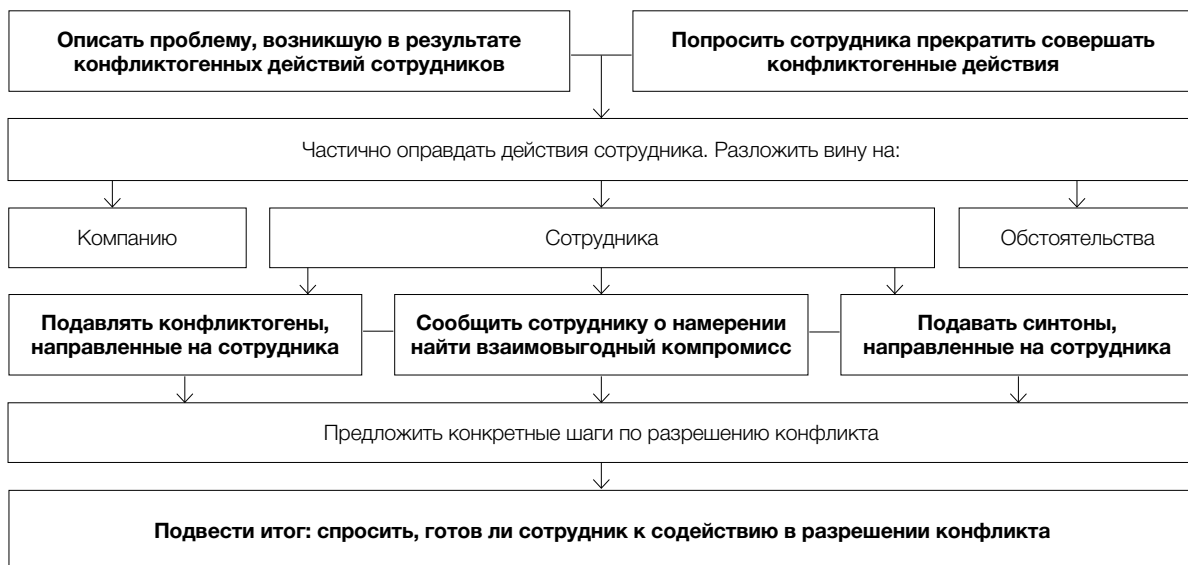 Описать проблему, возникшую в результате
конфликтогенных действий сотрудников
Попросить сотрудника прекратить совершать
конфликтогенные действия
Частично оправдать действия сотрудника. Разложить вину на:
Компанию
Сотрудника
Обстоятельства
Подавлять конфликтогены,
направленные на сотрудника
Сообщить сотруднику о намерении
найти взаимовыгодный компромисс
Подавать синтоны,
направленные на сотрудника
Предложить конкретные шаги по разрешению конфликта
Подвести итог: спросить, готов ли сотрудник к содействию в разрешении конфликта